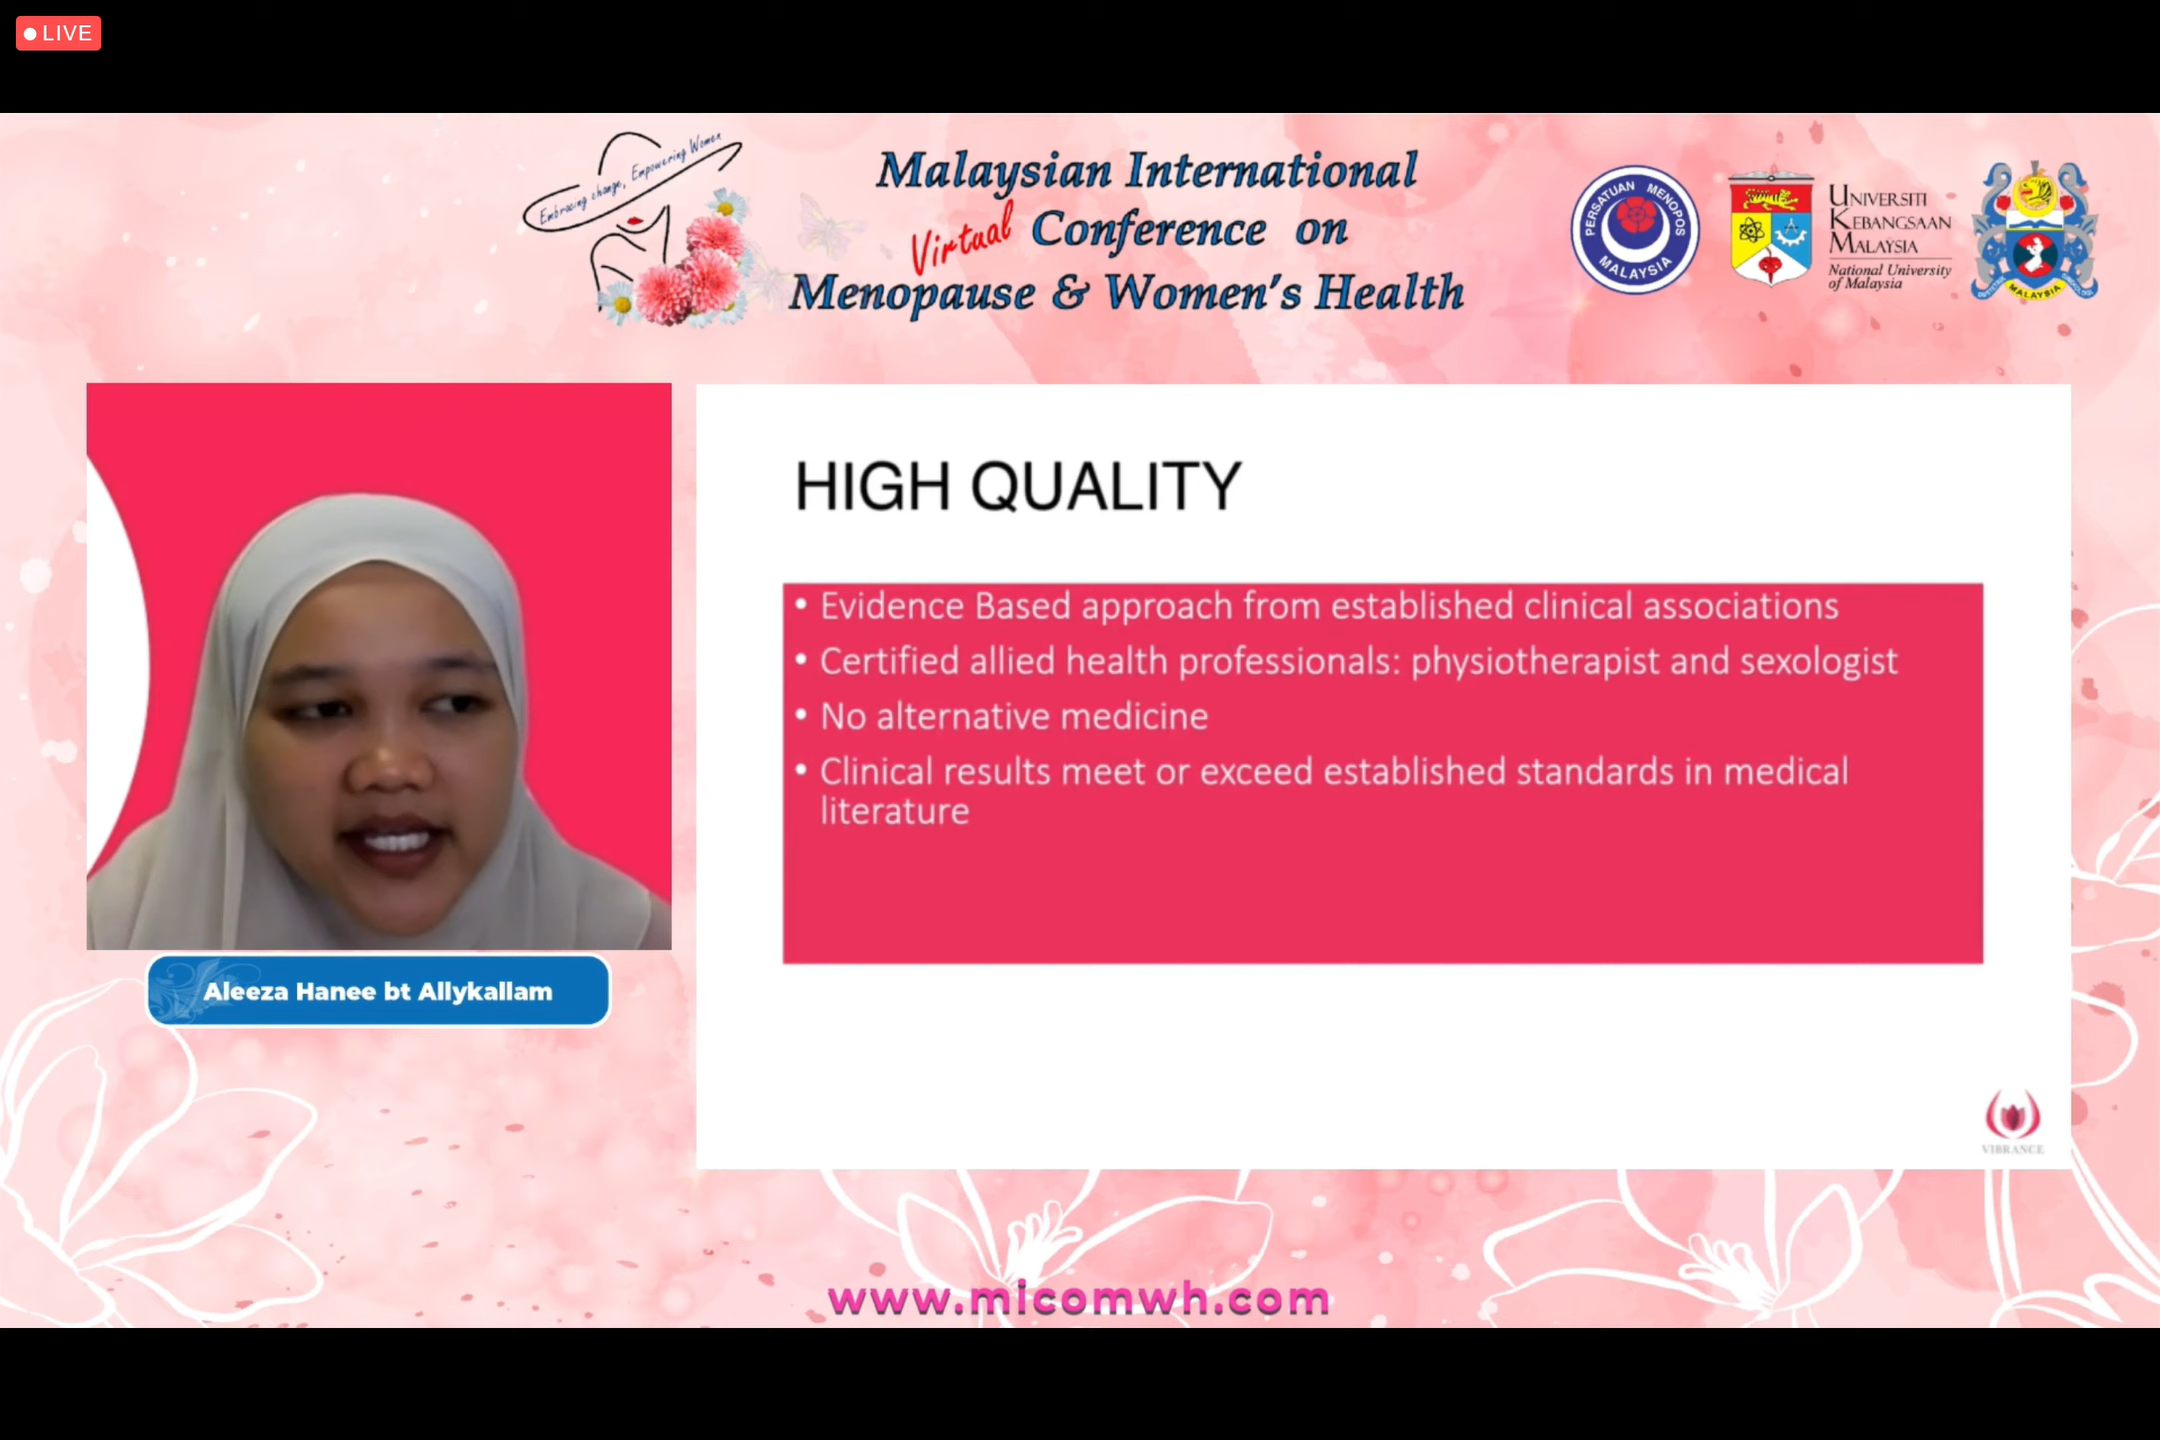 LIVE
Embracing change, Empowering Women
Malaysian International
Virtual Conference on
Menopause & Women's Health
PERSATUAN MENOPOS
MALAYSIA
UNIVERSITI
KEBANGSAAN
MALAYSIA
National University
of Malaysia
MALAYSIA
HIGH QUALITY
• Evidence Based approach from established clinical associations
• Certified allied health professionals: physiotherapist and sexologist
• No alternative medicine
• Clinical results meet or exceed established standards in medical
literature
Aleeza Hanee bt Allykallam
VIBRANCE
www.micomwh.com